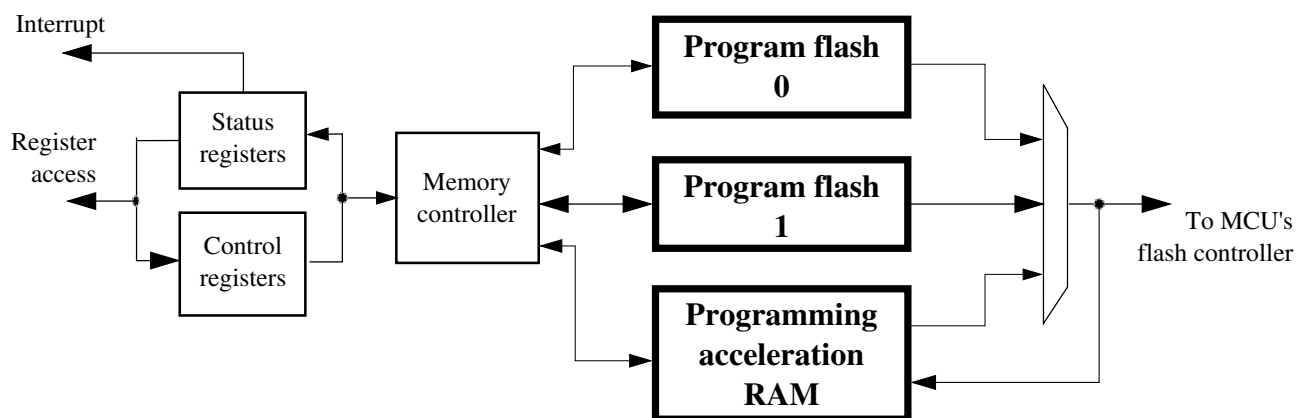 Interrupt
Register
access
Status
registers
Control
registers
Memory
controller
Program flash
0
Program flash
1
Programming
acceleration
RAM
To MCU's
flash controller